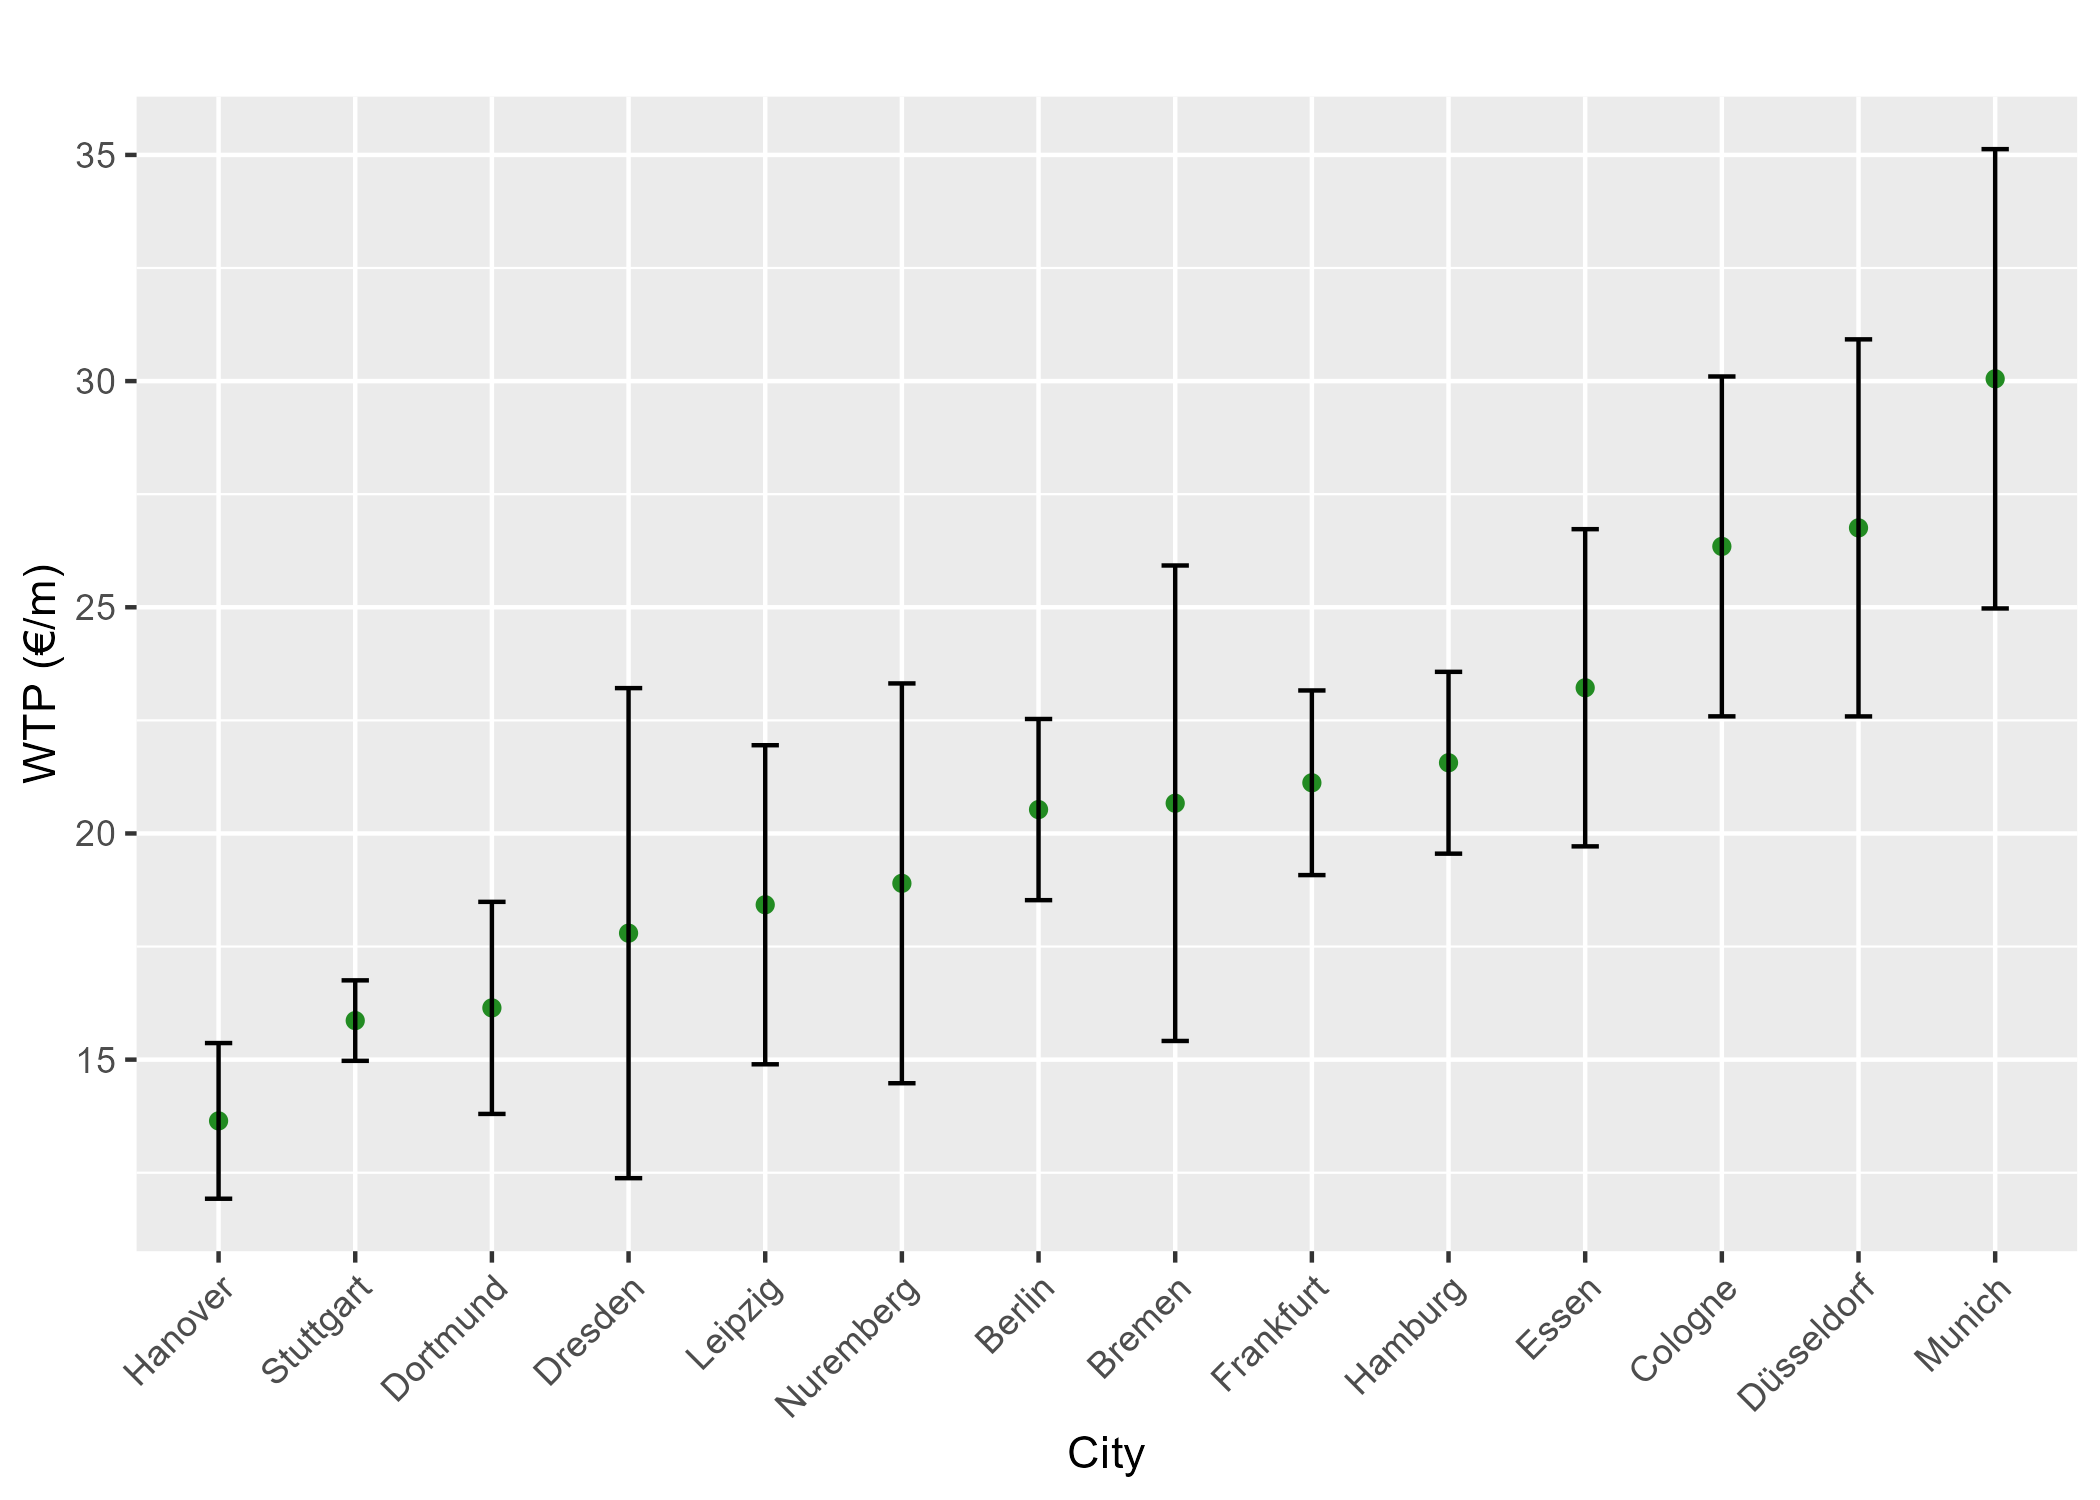 35
30
25
20
15
WTP (€/m)
Hanover
Stuttgart
Dortmund
Dresden
Leipzig
Nuremberg
Berlin
Bremen
Frankfurt
Hamburg
Essen
Cologne
Düsseldorf
Munich
City